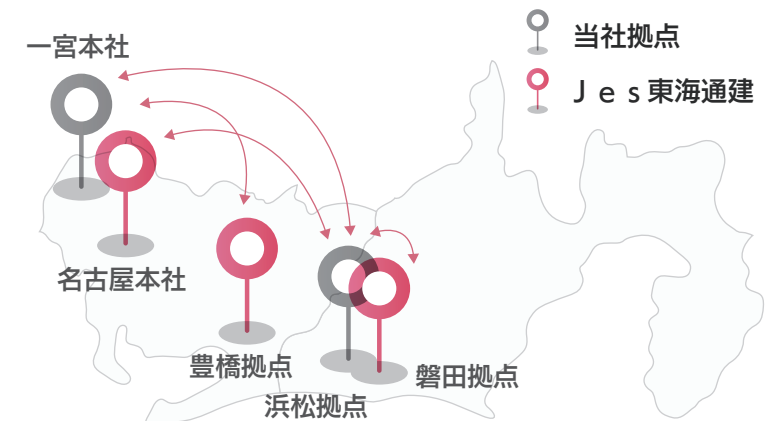 一宮本社
当社拠点
Ｊｅｓ東海通建
名古屋本社
豊橋拠点
磐田拠点
浜松拠点